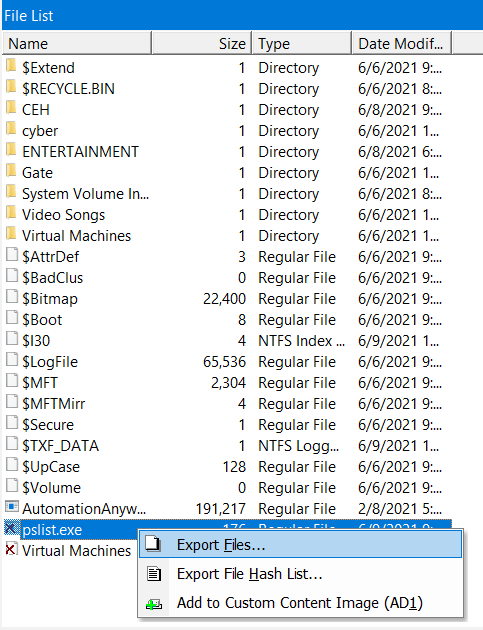 File List
Name Size Type Date Modif...
$Extend 1 Directory 6/6/2021 9:...
$RECYCLE.BIN 1 Directory 6/6/2021 8:...
CEH 1 Directory 6/8/2021 9:...
cyber 1 Directory 6/6/2021 1...
ENTERTAINMENT 1 Directory 6/8/2021 6:...
Gate 1 Directory 6/6/2021 1...
System Volume In... 1 Directory 6/6/2021 8:...
Video Songs 1 Directory 6/6/2021 1...
Virtual Machines 1 Directory 6/6/2021 9:...
$AttrDef 3 Regular File 6/6/2021 9:...
$BadClus 0 Regular File 6/6/2021 9:...
$Bitmap 22,400 Regular File 6/6/2021 9:...
$Boot 8 Regular File 6/6/2021 9:...
$I30 4 NTFS Index ... 6/9/2021 1...
$LogFile 65,536 Regular File 6/6/2021 9:...
$MFT 2,304 Regular File 6/6/2021 9:...
$MFTMirr 4 Regular File 6/6/2021 9:...
$Secure 1 Regular File 6/6/2021 9:...
$TXF_DATA 1 NTFS Logg... 6/9/2021 1...
$UpCase 128 Regular File 6/6/2021 9:...
$Volume 0 Regular File 6/6/2021 9:...
AutomationAnyw... 191,217 Regular File 2/8/2021 5:...
pslist.exe 176 Regular File 6/9/2021 9:...
Virtual Machines
Export Files...
Export File Hash List...
Add to Custom Content Image (AD1)